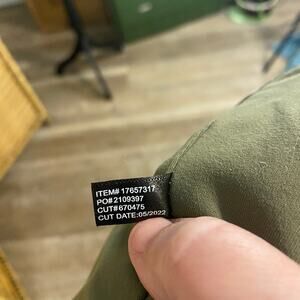 ITEM# 17657317
PO# 2109397
CUT#670475
CUT DATE:05/2022